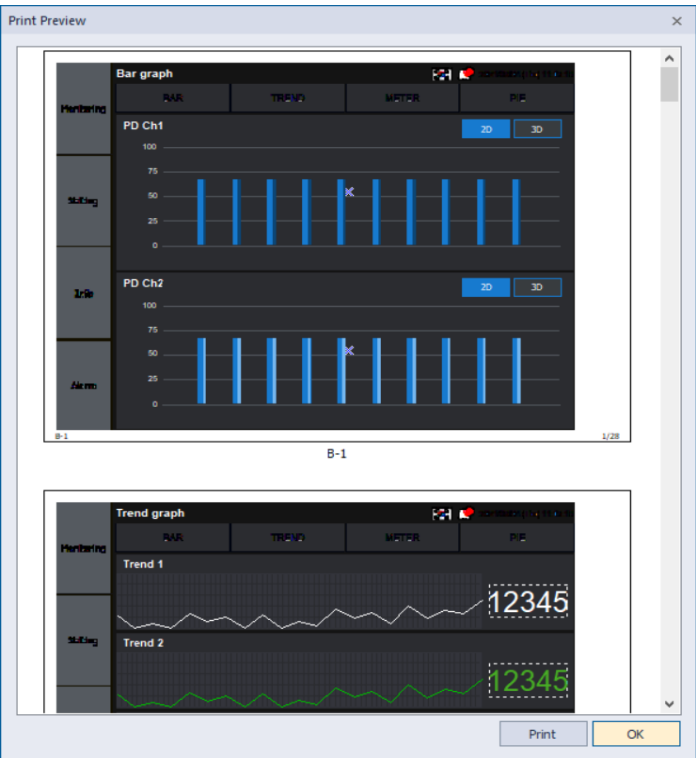 Print Preview
Bar graph
BAR TREND METER PIE
Monitoring
PD Ch1 2D 3D
100
75
50
25
0
Setting
PD Ch2 2D 3D
100
75
50
25
0
Alarm
B-1 1/28
B-1
Trend graph
BAR TREND METER PIE
Monitoring
Trend 1
12345
Setting
Trend 2
12345
Print OK